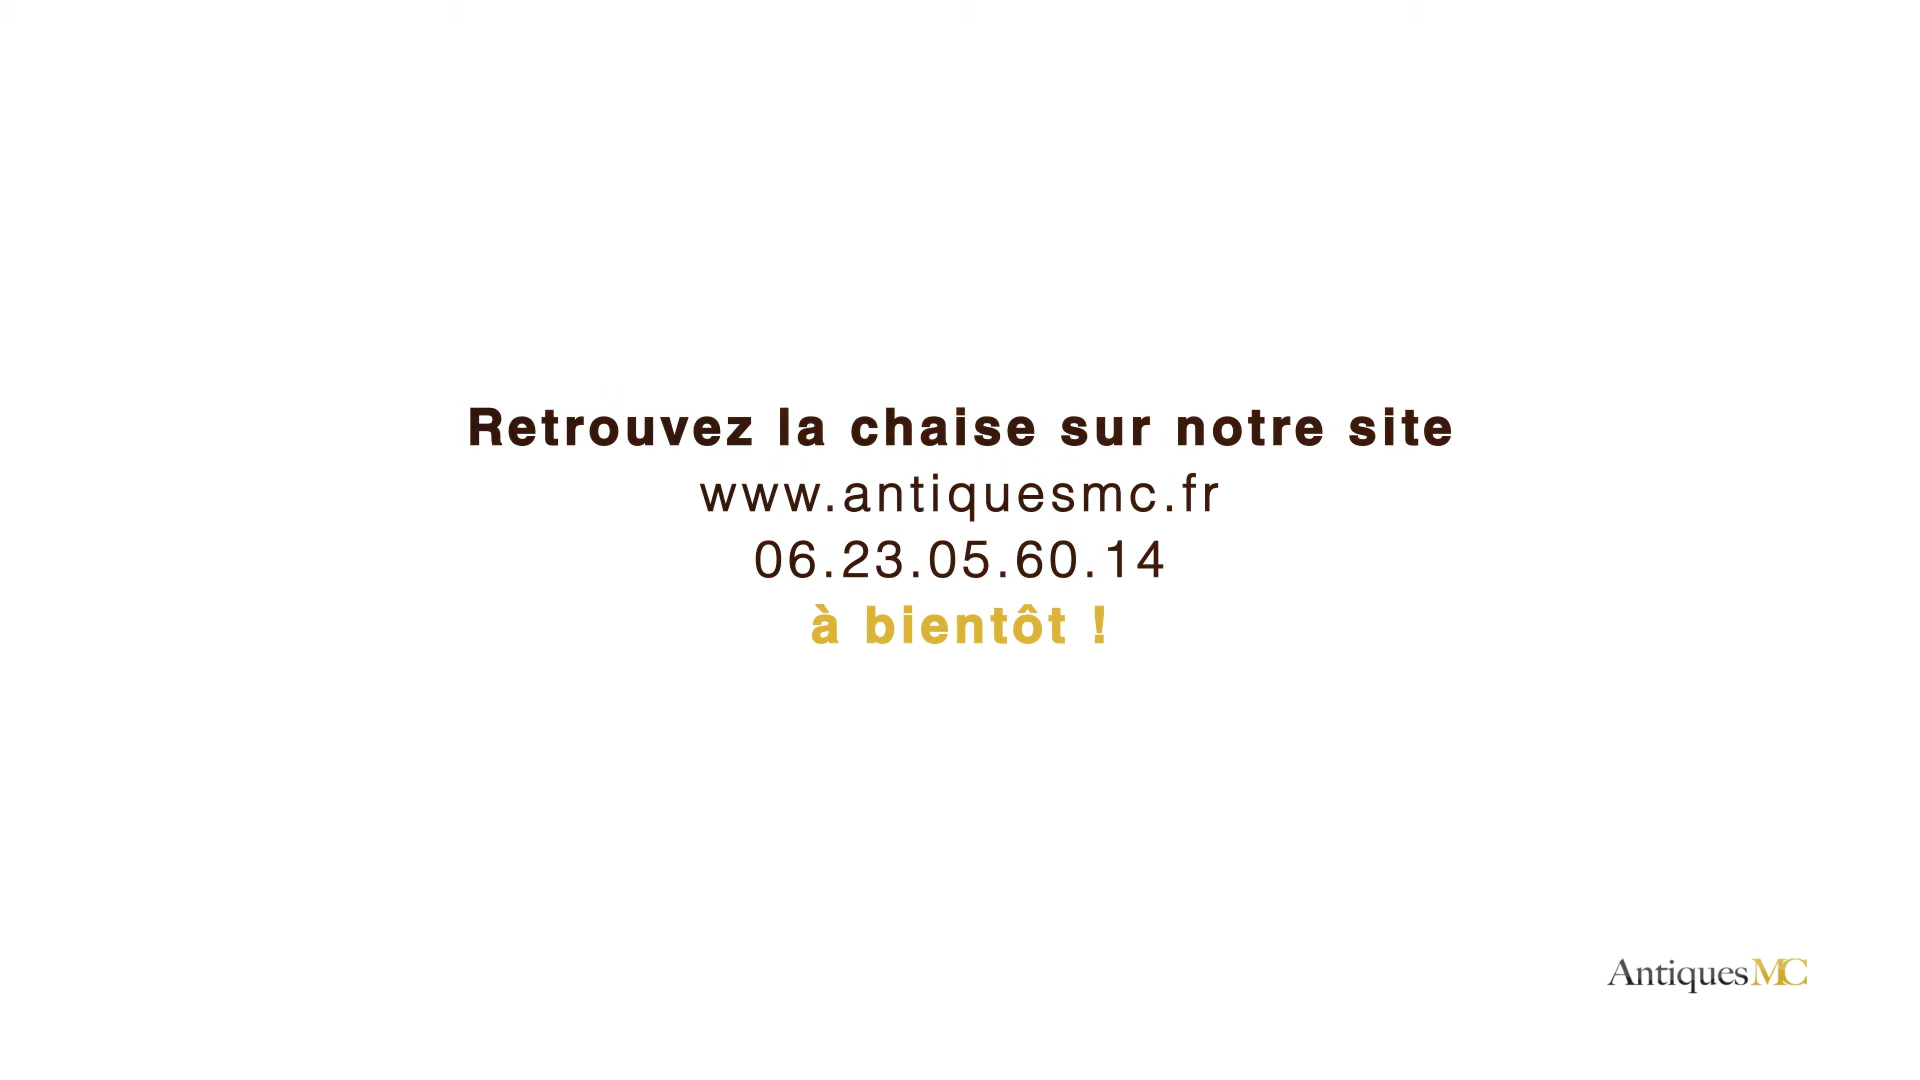 Retrouvez la chaise sur notre site
www.antiquesmc.fr
06.23.05.60.14
à bientôt !
AntiquesMC